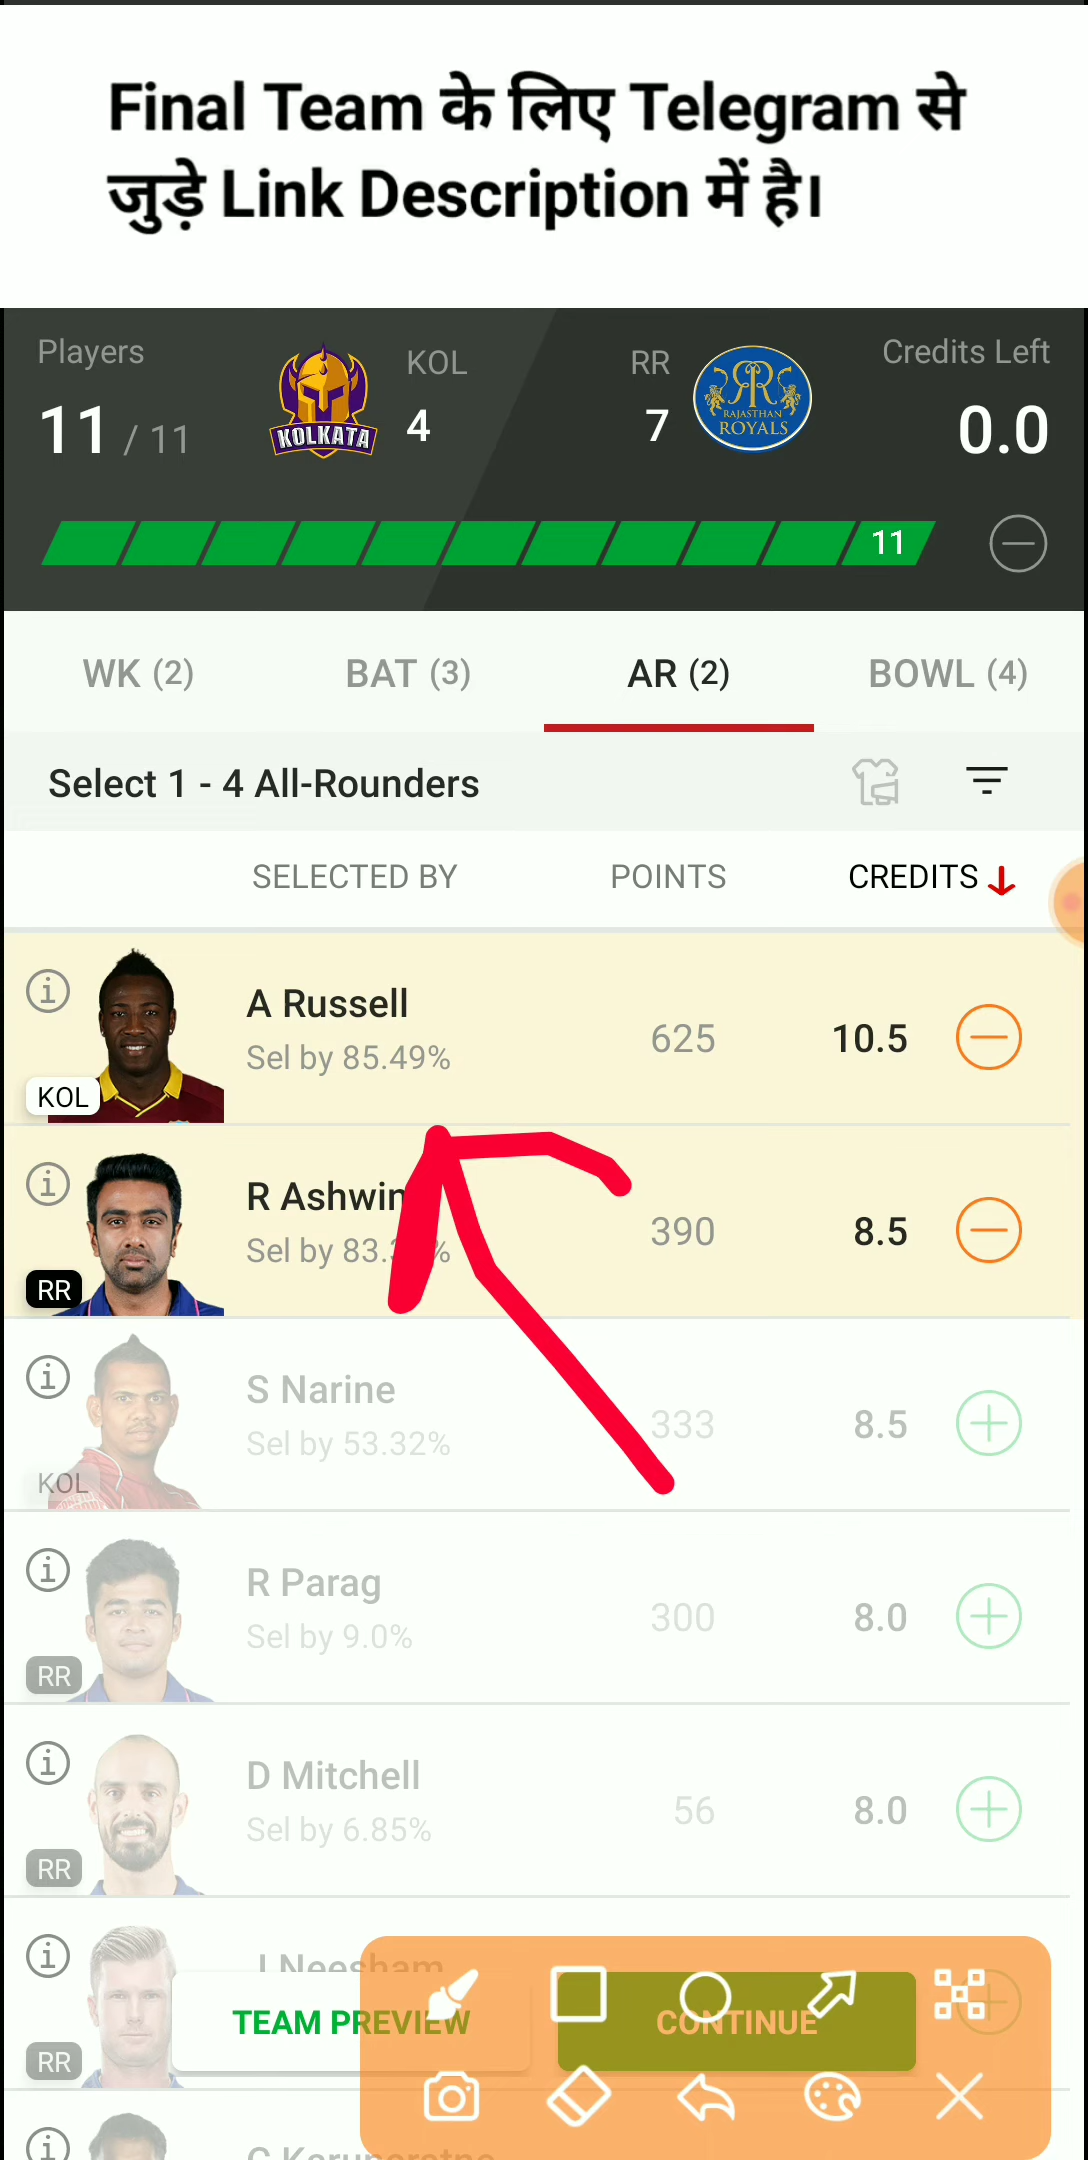 Final Team के लिए Telegram से
जुड़े Link Description में है।
Players
KOL
RR
Credits Left
11 / 11
4
7
0.0
KOLKATA
RAJASTHAN
ROYALS
11
WK (2)
BAT (3)
AR (2)
BOWL (4)
Select 1 - 4 All-Rounders
SELECTED BY
POINTS
CREDITS
A Russell
Sel by 85.49%
625
10.5
KOL
R Ashwin
Sel by 83.
390
8.5
RR
S Narine
Sel by 53.32%
333
8.5
KOL
R Parag
Sel by 9.0%
300
8.0
RR
D Mitchell
Sel by 6.85%
56
8.0
RR
J Neesham
RR
TEAM PREVIEW
CONTINUE